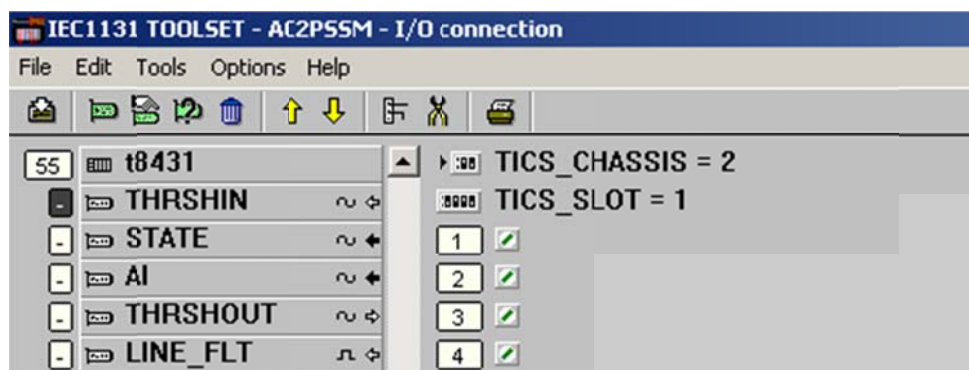 IEC1131 TOOLSET - AC2PSSM - I/O connection
File Edit Tools Options Help
55 t8431
- THRSHIN
- STATE
- AI
- THRSHOUT
- LINE_FLT
TICS_CHASSIS = 2
TICS_SLOT = 1
1
2
3
4